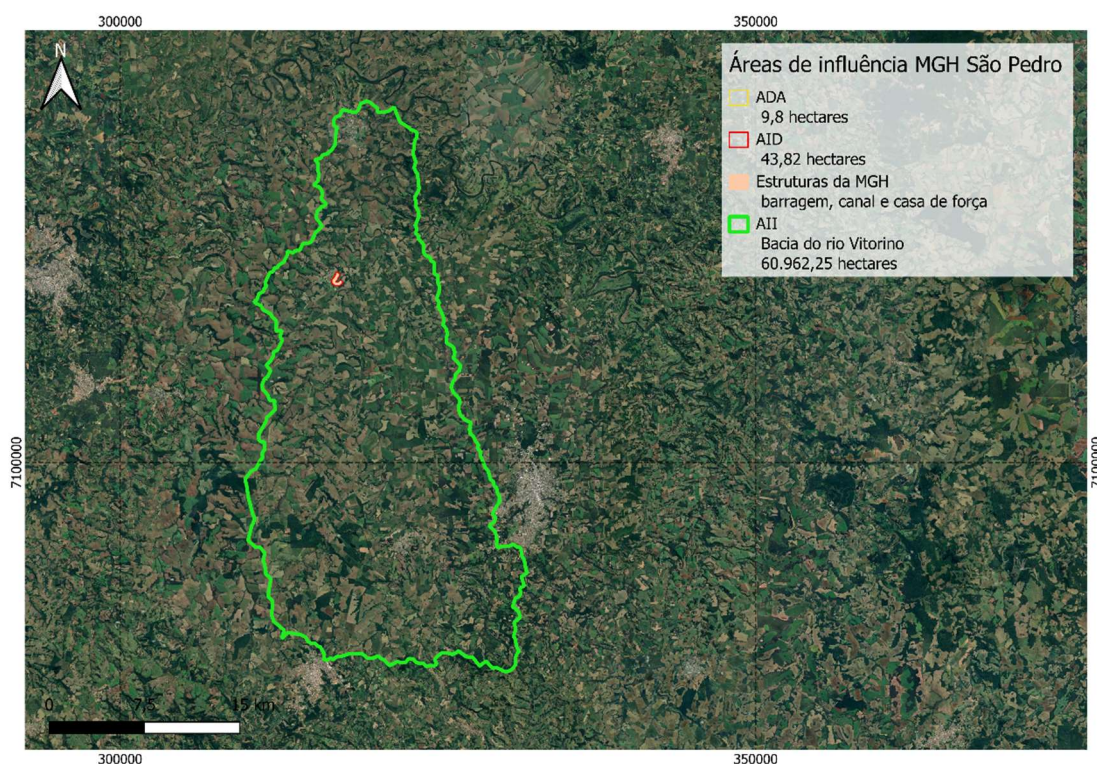 300000 350000
N
Áreas de influência MGH São Pedro
ADA
9,8 hectares
AID
43,82 hectares
Estruturas da MGH
barragem, canal e casa de força
AII
Bacia do rio Vitorino
60.962,25 hectares
7100000 7100000
0 7,5 15 km
300000 350000